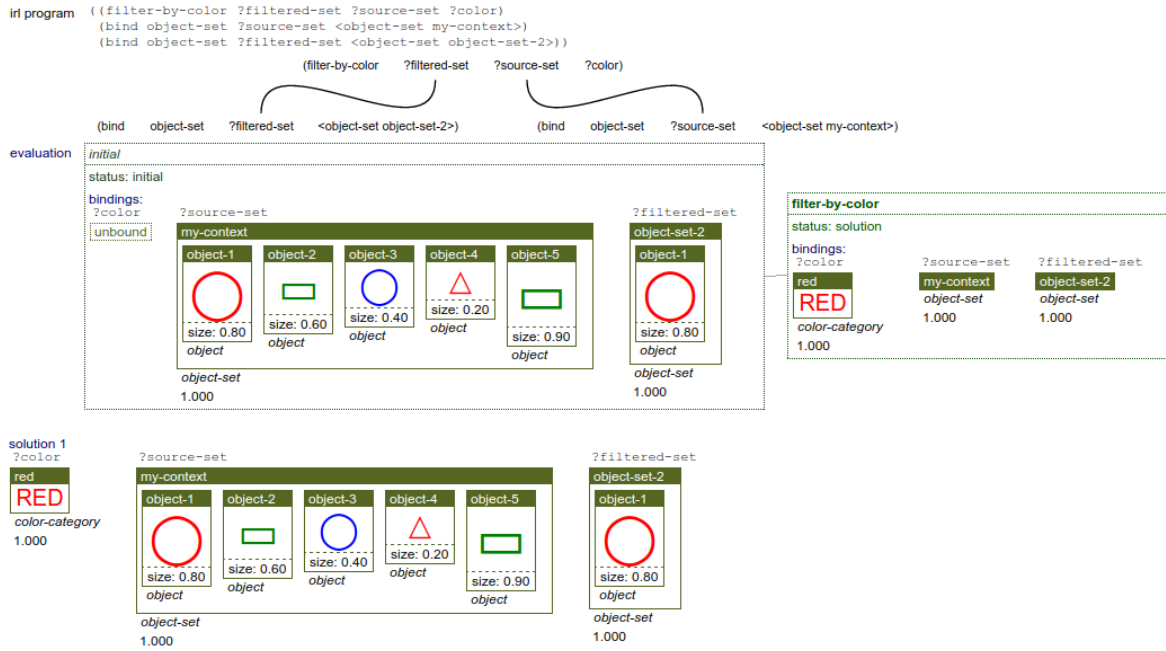 irl program ((filter-by-color ?filtered-set ?source-set ?color)
(bind object-set ?source-set <object-set my-context>)
(bind object-set ?filtered-set <object-set object-set-2>))
(filter-by-color ?filtered-set ?source-set ?color)
(bind object-set ?filtered-set <object-set object-set-2>) (bind object-set ?source-set <object-set my-context>)
evaluation initial
status: initial
bindings:
?color ?source-set ?filtered-set
unbound my-context object-set-2
object-1 object-2 object-3 object-4 object-5 object-1
size: 0.80 size: 0.60 size: 0.40 size: 0.20 size: 0.90 size: 0.80
object object object object object object
object-set object-set
1.000 1.000
filter-by-color
status: solution
bindings:
?color ?source-set ?filtered-set
red my-context object-set-2
RED object-set object-set
color-category 1.000 1.000
1.000
solution 1
?color ?source-set ?filtered-set
red my-context object-set-2
RED object-1 object-2 object-3 object-4 object-5 object-1
color-category
1.000
size: 0.80 size: 0.60 size: 0.40 size: 0.20 size: 0.90 size: 0.80
object object object object object object
object-set object-set
1.000 1.000